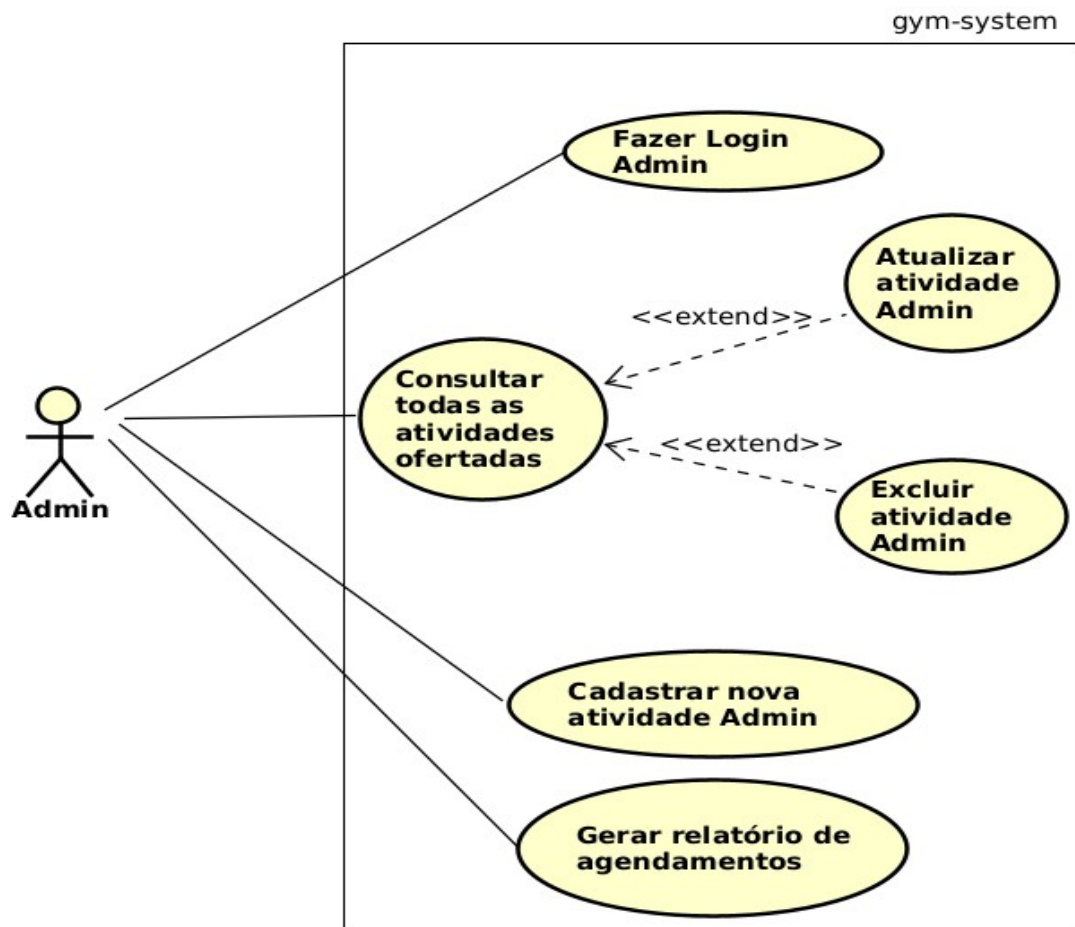 gym-system
Fazer Login
Admin
Atualizar
atividade
Admin
<<extend>>
Consultar
todas as
atividades
ofertadas
<<extend>>
Excluir
atividade
Admin
Admin
Cadastrar nova
atividade Admin
Gerar relatório de
agendamentos